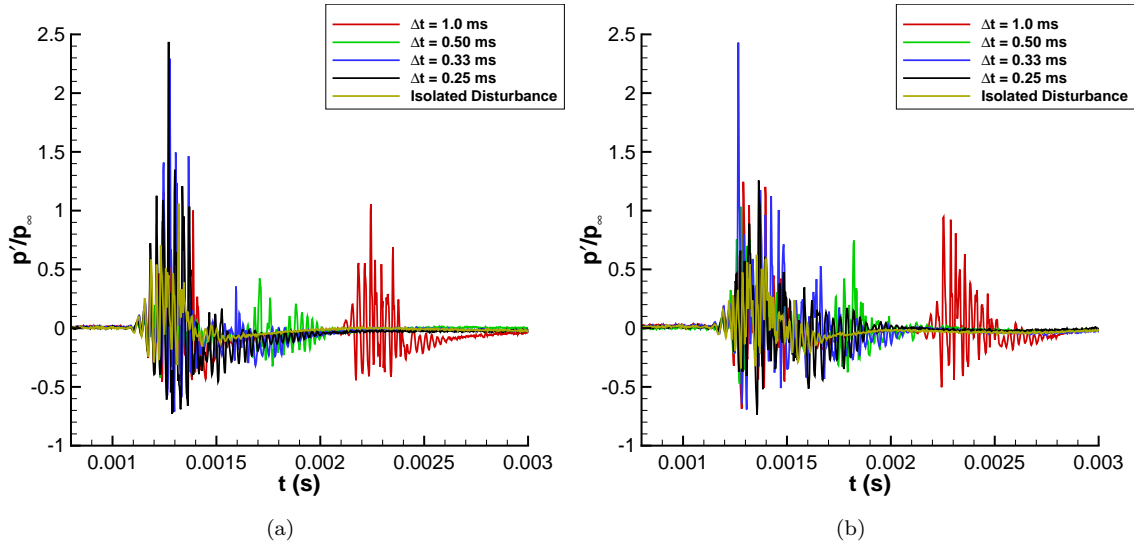 Δt = 1.0 ms
Δt = 0.50 ms
Δt = 0.33 ms
Δt = 0.25 ms
Isolated Disturbance
p′/p∞
2.5
2
1.5
1
0.5
0
-0.5
-1
0.001 0.0015 0.002 0.0025 0.003
t (s)
(a)
Δt = 1.0 ms
Δt = 0.50 ms
Δt = 0.33 ms
Δt = 0.25 ms
Isolated Disturbance
p′/p∞
2.5
2
1.5
1
0.5
0
-0.5
-1
0.001 0.0015 0.002 0.0025 0.003
t (s)
(b)